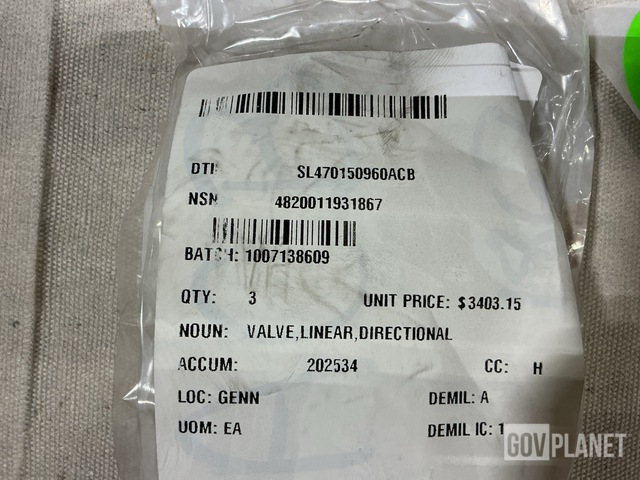 DTI: SL470150960ACB
NSN 4820011931867
BATCH: 1007138609
QTY: 3 UNIT PRICE: $3403.15
NOUN: VALVE,LINEAR,DIRECTIONAL
ACCUM: 202534 CC: H
LOC: GENN DEMIL: A
UOM: EA DEMIL IC: 1
GOVPLANET